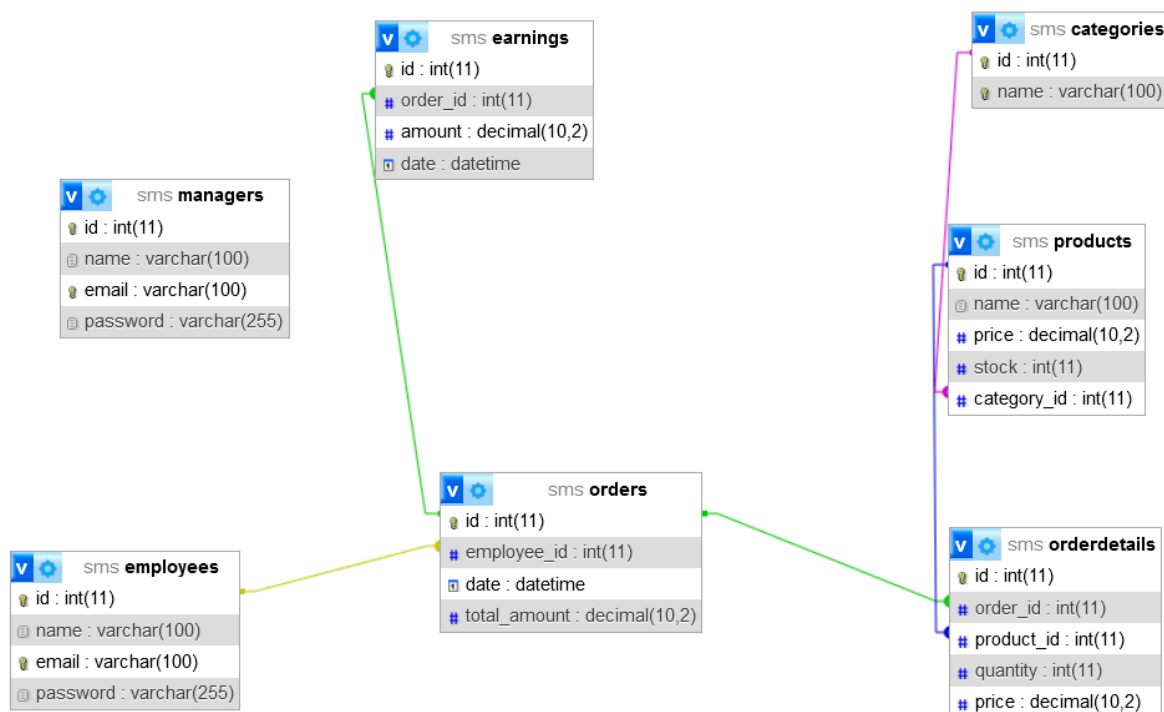 sms earnings
id : int(11)
order_id : int(11)
amount : decimal(10,2)
date : datetime
sms categories
id : int(11)
name : varchar(100)
sms managers
id : int(11)
name : varchar(100)
email : varchar(100)
password : varchar(255)
sms products
id : int(11)
name : varchar(100)
price : decimal(10,2)
stock : int(11)
category_id : int(11)
sms orders
id : int(11)
employee_id : int(11)
date : datetime
total_amount : decimal(10,2)
sms employees
id : int(11)
name : varchar(100)
email : varchar(100)
password : varchar(255)
sms orderdetails
id : int(11)
order_id : int(11)
product_id : int(11)
quantity : int(11)
price : decimal(10,2)